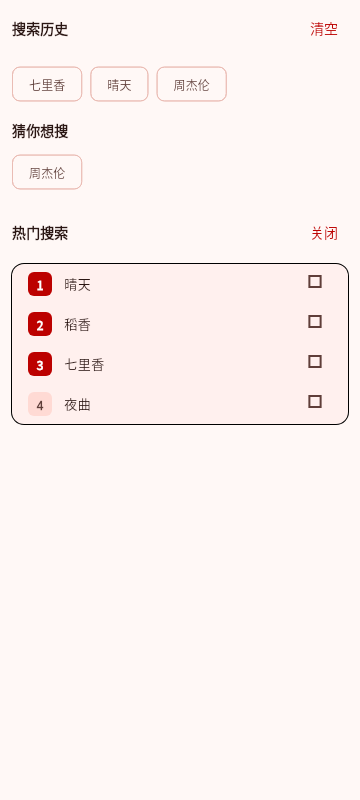 搜索历史 清空
七里香 晴天 周杰伦
猜你想搜
周杰伦
热门搜索 关闭
1 晴天
2 稻香
3 七里香
4 夜曲